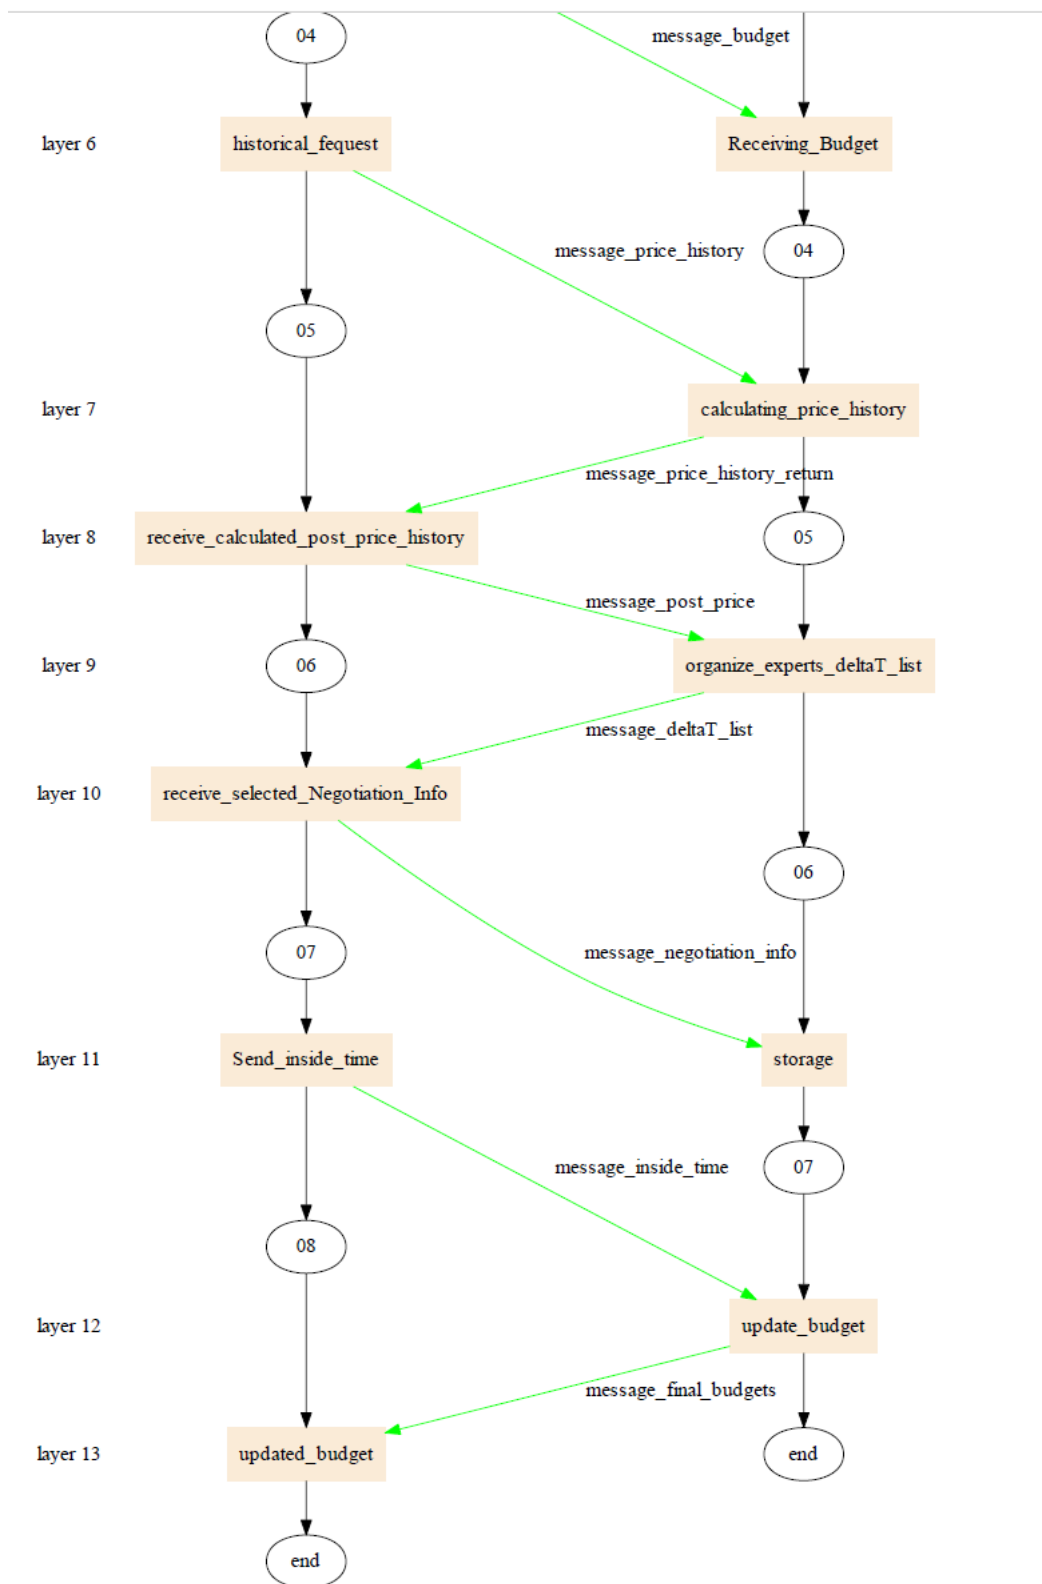 04
message_budget
layer 6
historical_fequest
Receiving_Budget
message_price_history
04
05
layer 7
calculating_price_history
message_price_history_return
layer 8
receive_calculated_post_price_history
05
message_post_price
layer 9
06
organize_experts_deltaT_list
message_deltaT_list
layer 10
receive_selected_Negotiation_Info
06
07
message_negotiation_info
layer 11
Send_inside_time
storage
message_inside_time
07
08
layer 12
update_budget
message_final_budgets
layer 13
updated_budget
end
end